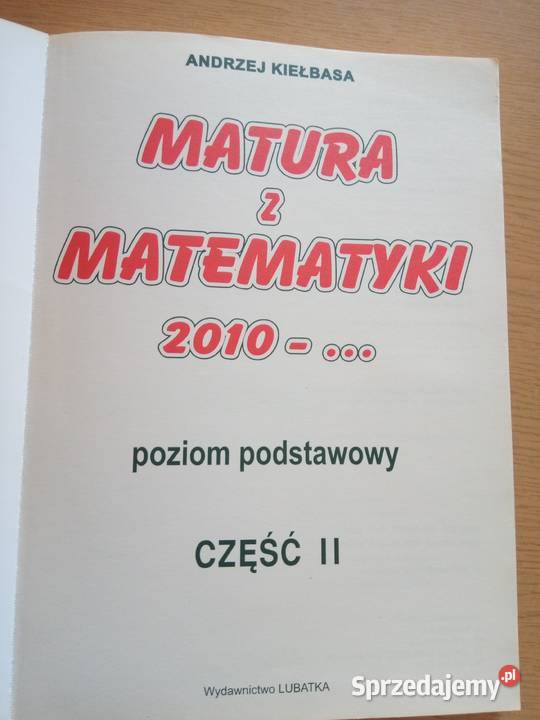 ANDRZEJ KIEŁBASA
MATURA
z
MATEMATYKI
2010 - ...
poziom podstawowy
CZĘŚĆ II
Wydawnictwo LUBATKA
Sprzedajemy.pl